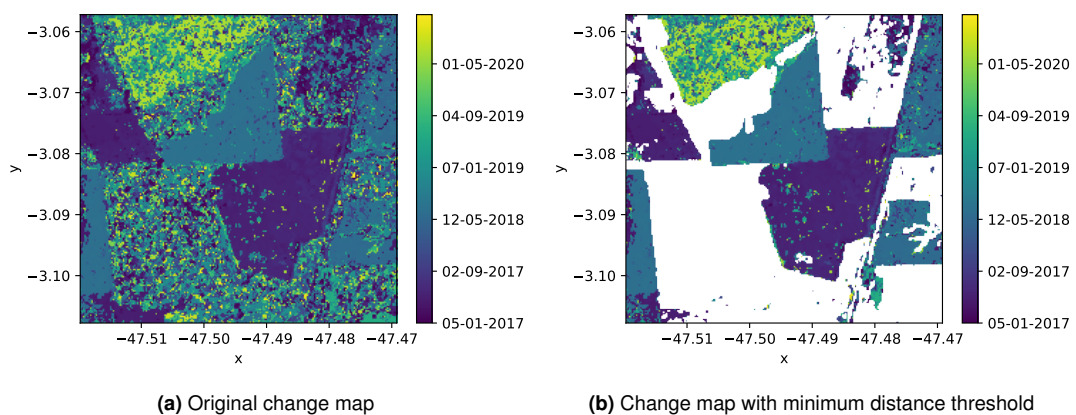 −3.06
−3.07
−3.08
−3.09
−3.10
y
−47.51 −47.50 −47.49 −47.48 −47.47
x
01-05-2020
04-09-2019
07-01-2019
12-05-2018
02-09-2017
05-01-2017
(a) Original change map
−3.06
−3.07
−3.08
−3.09
−3.10
y
−47.51 −47.50 −47.49 −47.48 −47.47
x
01-05-2020
04-09-2019
07-01-2019
12-05-2018
02-09-2017
05-01-2017
(b) Change map with minimum distance threshold